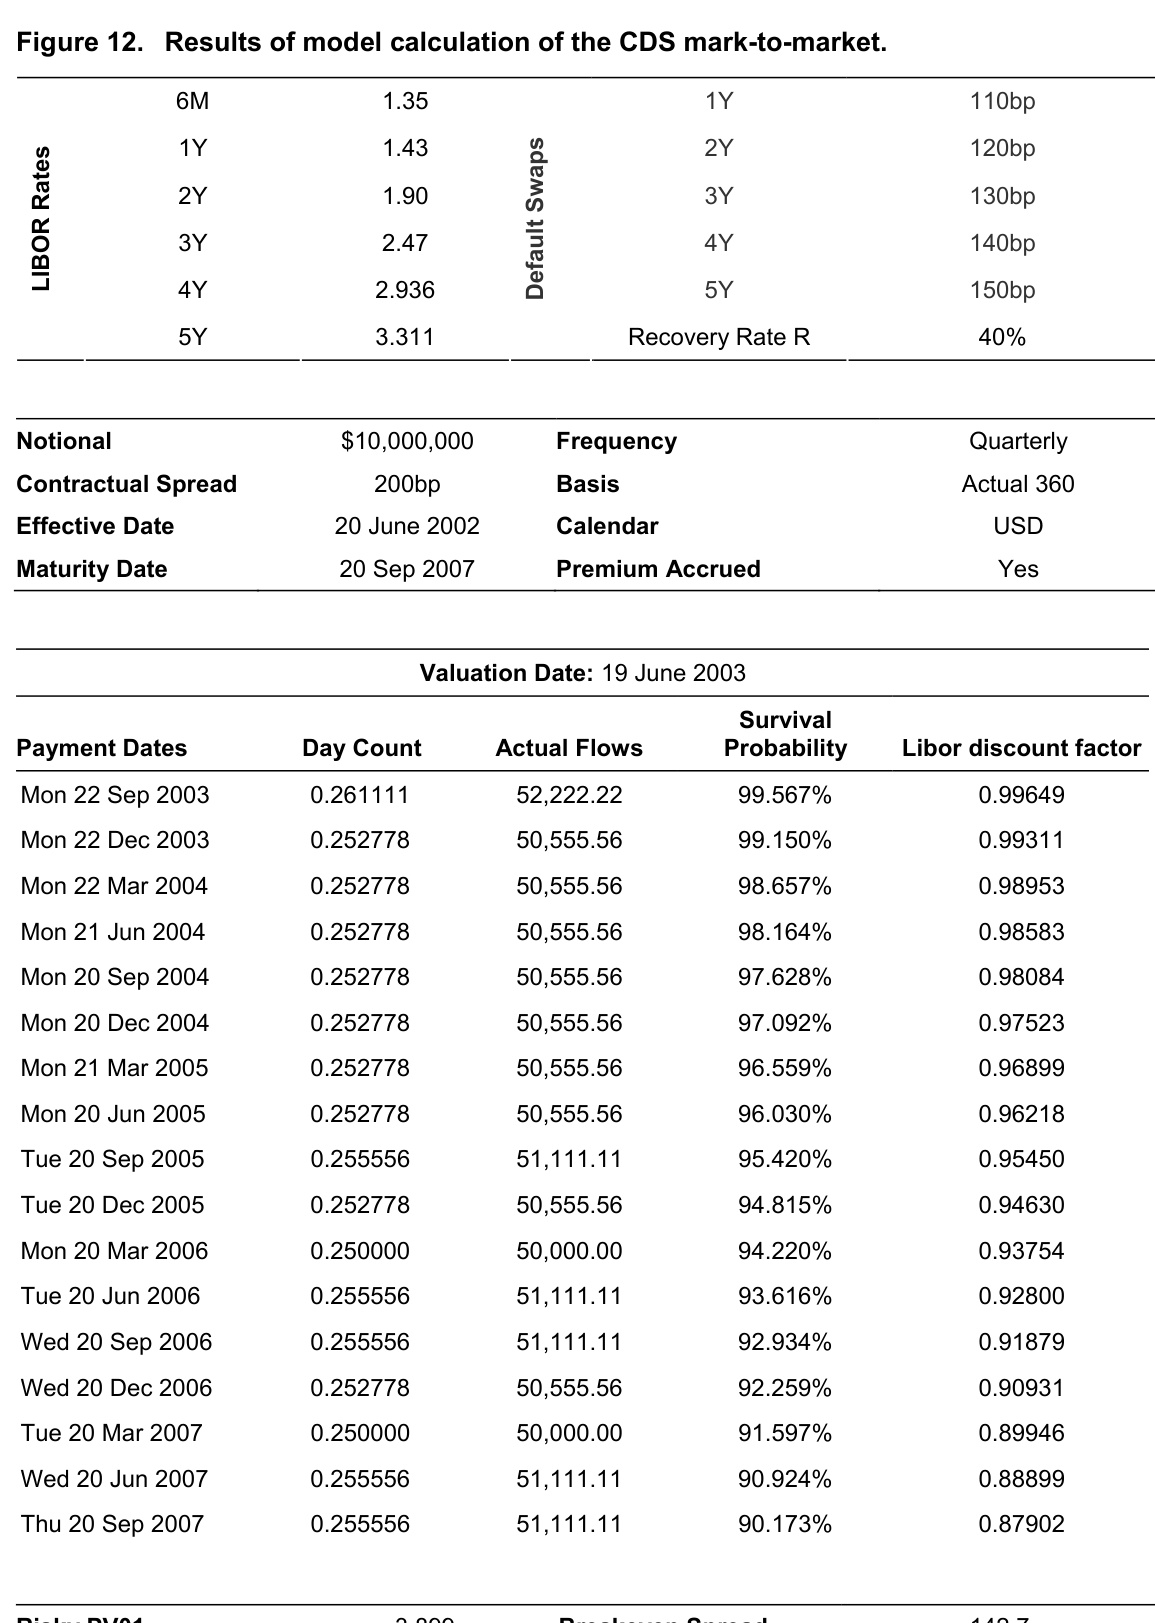 Figure 12. Results of model calculation of the CDS mark-to-market.
LIBOR Rates
Default Swaps
6M 1.35 1Y 110bp
1Y 1.43 2Y 120bp
2Y 1.90 3Y 130bp
3Y 2.47 4Y 140bp
4Y 2.936 5Y 150bp
5Y 3.311 Recovery Rate R 40%
Notional $10,000,000 Frequency Quarterly
Contractual Spread 200bp Basis Actual 360
Effective Date 20 June 2002 Calendar USD
Maturity Date 20 Sep 2007 Premium Accrued Yes
Valuation Date: 19 June 2003
Payment Dates Day Count Actual Flows Survival Probability Libor discount factor
Mon 22 Sep 2003 0.261111 52,222.22 99.567% 0.99649
Mon 22 Dec 2003 0.252778 50,555.56 99.150% 0.99311
Mon 22 Mar 2004 0.252778 50,555.56 98.657% 0.98953
Mon 21 Jun 2004 0.252778 50,555.56 98.164% 0.98583
Mon 20 Sep 2004 0.252778 50,555.56 97.628% 0.98084
Mon 20 Dec 2004 0.252778 50,555.56 97.092% 0.97523
Mon 21 Mar 2005 0.252778 50,555.56 96.559% 0.96899
Mon 20 Jun 2005 0.252778 50,555.56 96.030% 0.96218
Tue 20 Sep 2005 0.255556 51,111.11 95.420% 0.95450
Tue 20 Dec 2005 0.252778 50,555.56 94.815% 0.94630
Mon 20 Mar 2006 0.250000 50,000.00 94.220% 0.93754
Tue 20 Jun 2006 0.255556 51,111.11 93.616% 0.92800
Wed 20 Sep 2006 0.255556 51,111.11 92.934% 0.91879
Wed 20 Dec 2006 0.252778 50,555.56 92.259% 0.90931
Tue 20 Mar 2007 0.250000 50,000.00 91.597% 0.89946
Wed 20 Jun 2007 0.255556 51,111.11 90.924% 0.88899
Thu 20 Sep 2007 0.255556 51,111.11 90.173% 0.87902
Risky PV01 Breakeven Spread